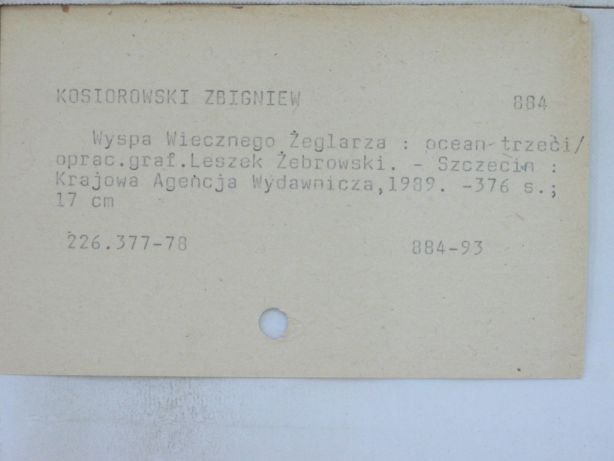 KOSIOROWSKI ZBIGNIEW 884
Wyspa Wiecznego Żeglarza : ocean trzeci/
oprac.graf.Leszek Żebrowski. - Szczecin :
Krajowa Agencja Wydawnicza,1989. -376 s.;
17 cm
226.377-78 884-93